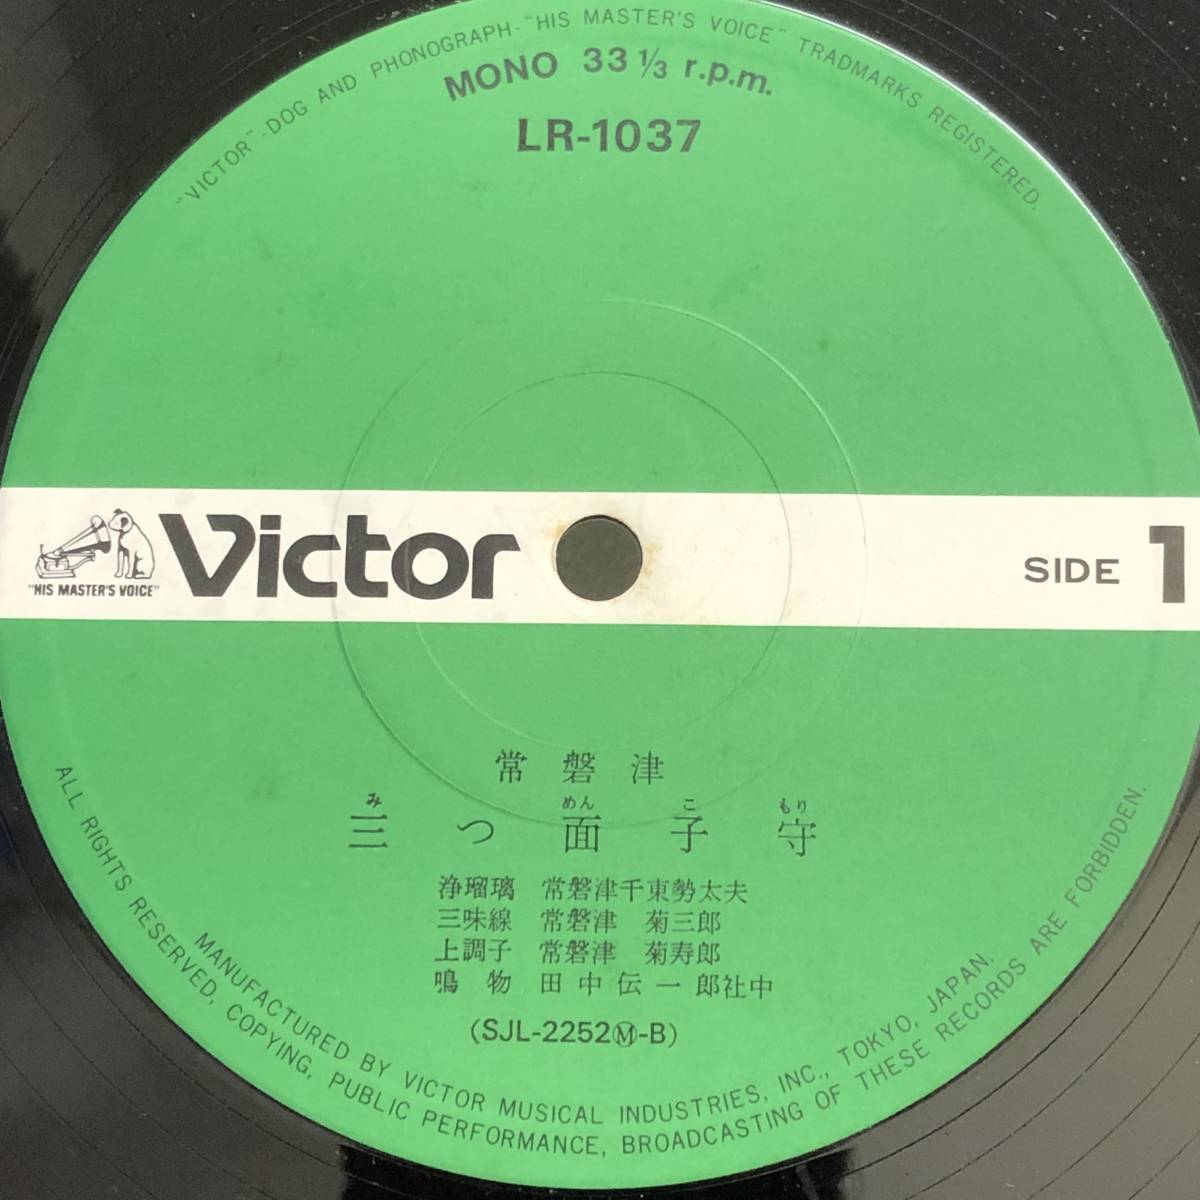 "VICTOR"-DOG AND PHONOGRAPH-"HIS MASTER'S VOICE" TRADMARKS REGISTERED.
MONO 33 1/3 r.p.m.
LR-1037
"HIS MASTER'S VOICE"
Victor
SIDE 1
常磐津
み めん こ もり
三つ面子守
浄瑠璃 常磐津千東勢太夫
三味線 常磐津 菊三郎
上調子 常磐津 菊寿郎
鳴物 田中伝一郎社中
(SJL-2252Ⓜ-B)
MANUFACTURED BY VICTOR MUSICAL INDUSTRIES, INC., TOKYO, JAPAN.
ALL RIGHTS RESERVED, COPYING, PUBLIC PERFORMANCE, BROADCASTING OF THESE RECORDS ARE FORBIDDEN.